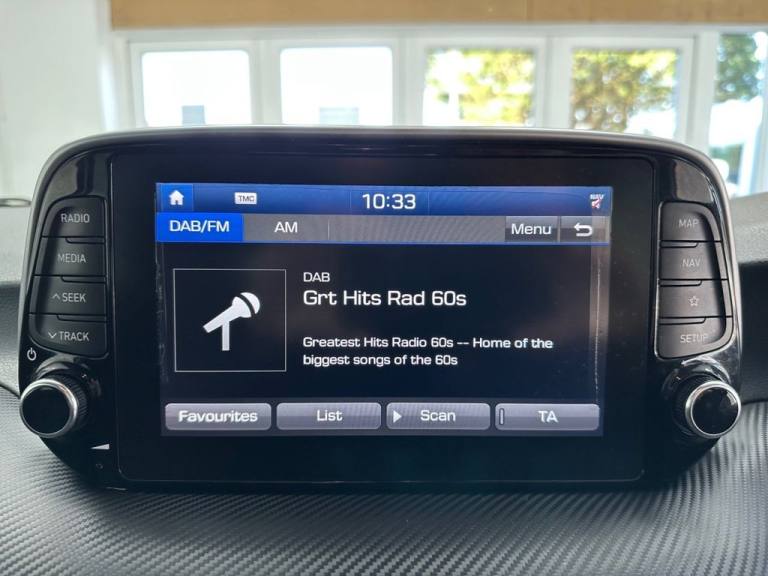 TMC
10:33
NAV
DAB/FM
AM
Menu
RADIO
MEDIA
SEEK
TRACK
MAP
NAV
SETUP
DAB
Grt Hits Rad 60s
Greatest Hits Radio 60s -- Home of the
biggest songs of the 60s
Favourites
List
Scan
TA